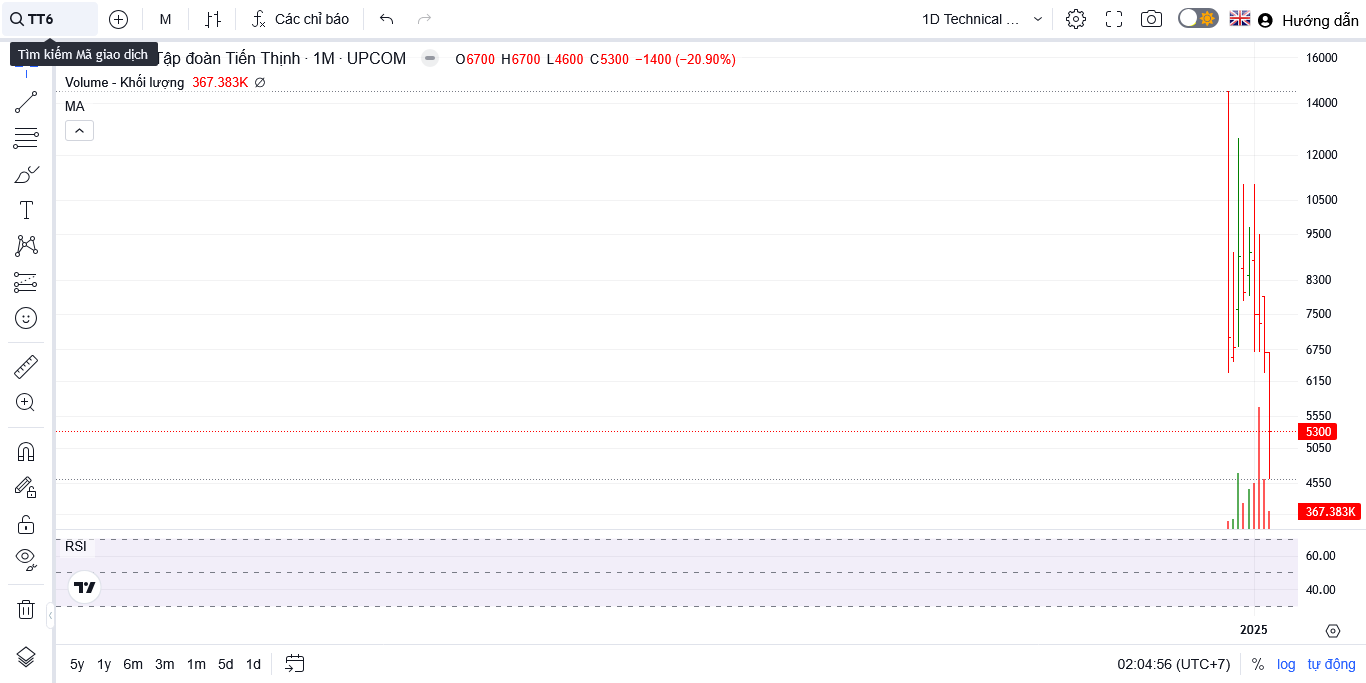 TT6
M
Các chỉ báo
1D Technical ...
Hướng dẫn
Tìm kiếm Mã giao dịch
Tập đoàn Tiến Thịnh · 1M · UPCOM
O6700 H6700 L4600 C5300 −1400 (−20.90%)
Volume - Khối lượng 367.383K ∅
MA
16000
14000
12000
10500
9500
8300
7500
6750
6150
5550
5300
5050
4550
367.383K
RSI
60.00
40.00
2025
5y 1y 6m 3m 1m 5d 1d
02:04:56 (UTC+7) % log tự động